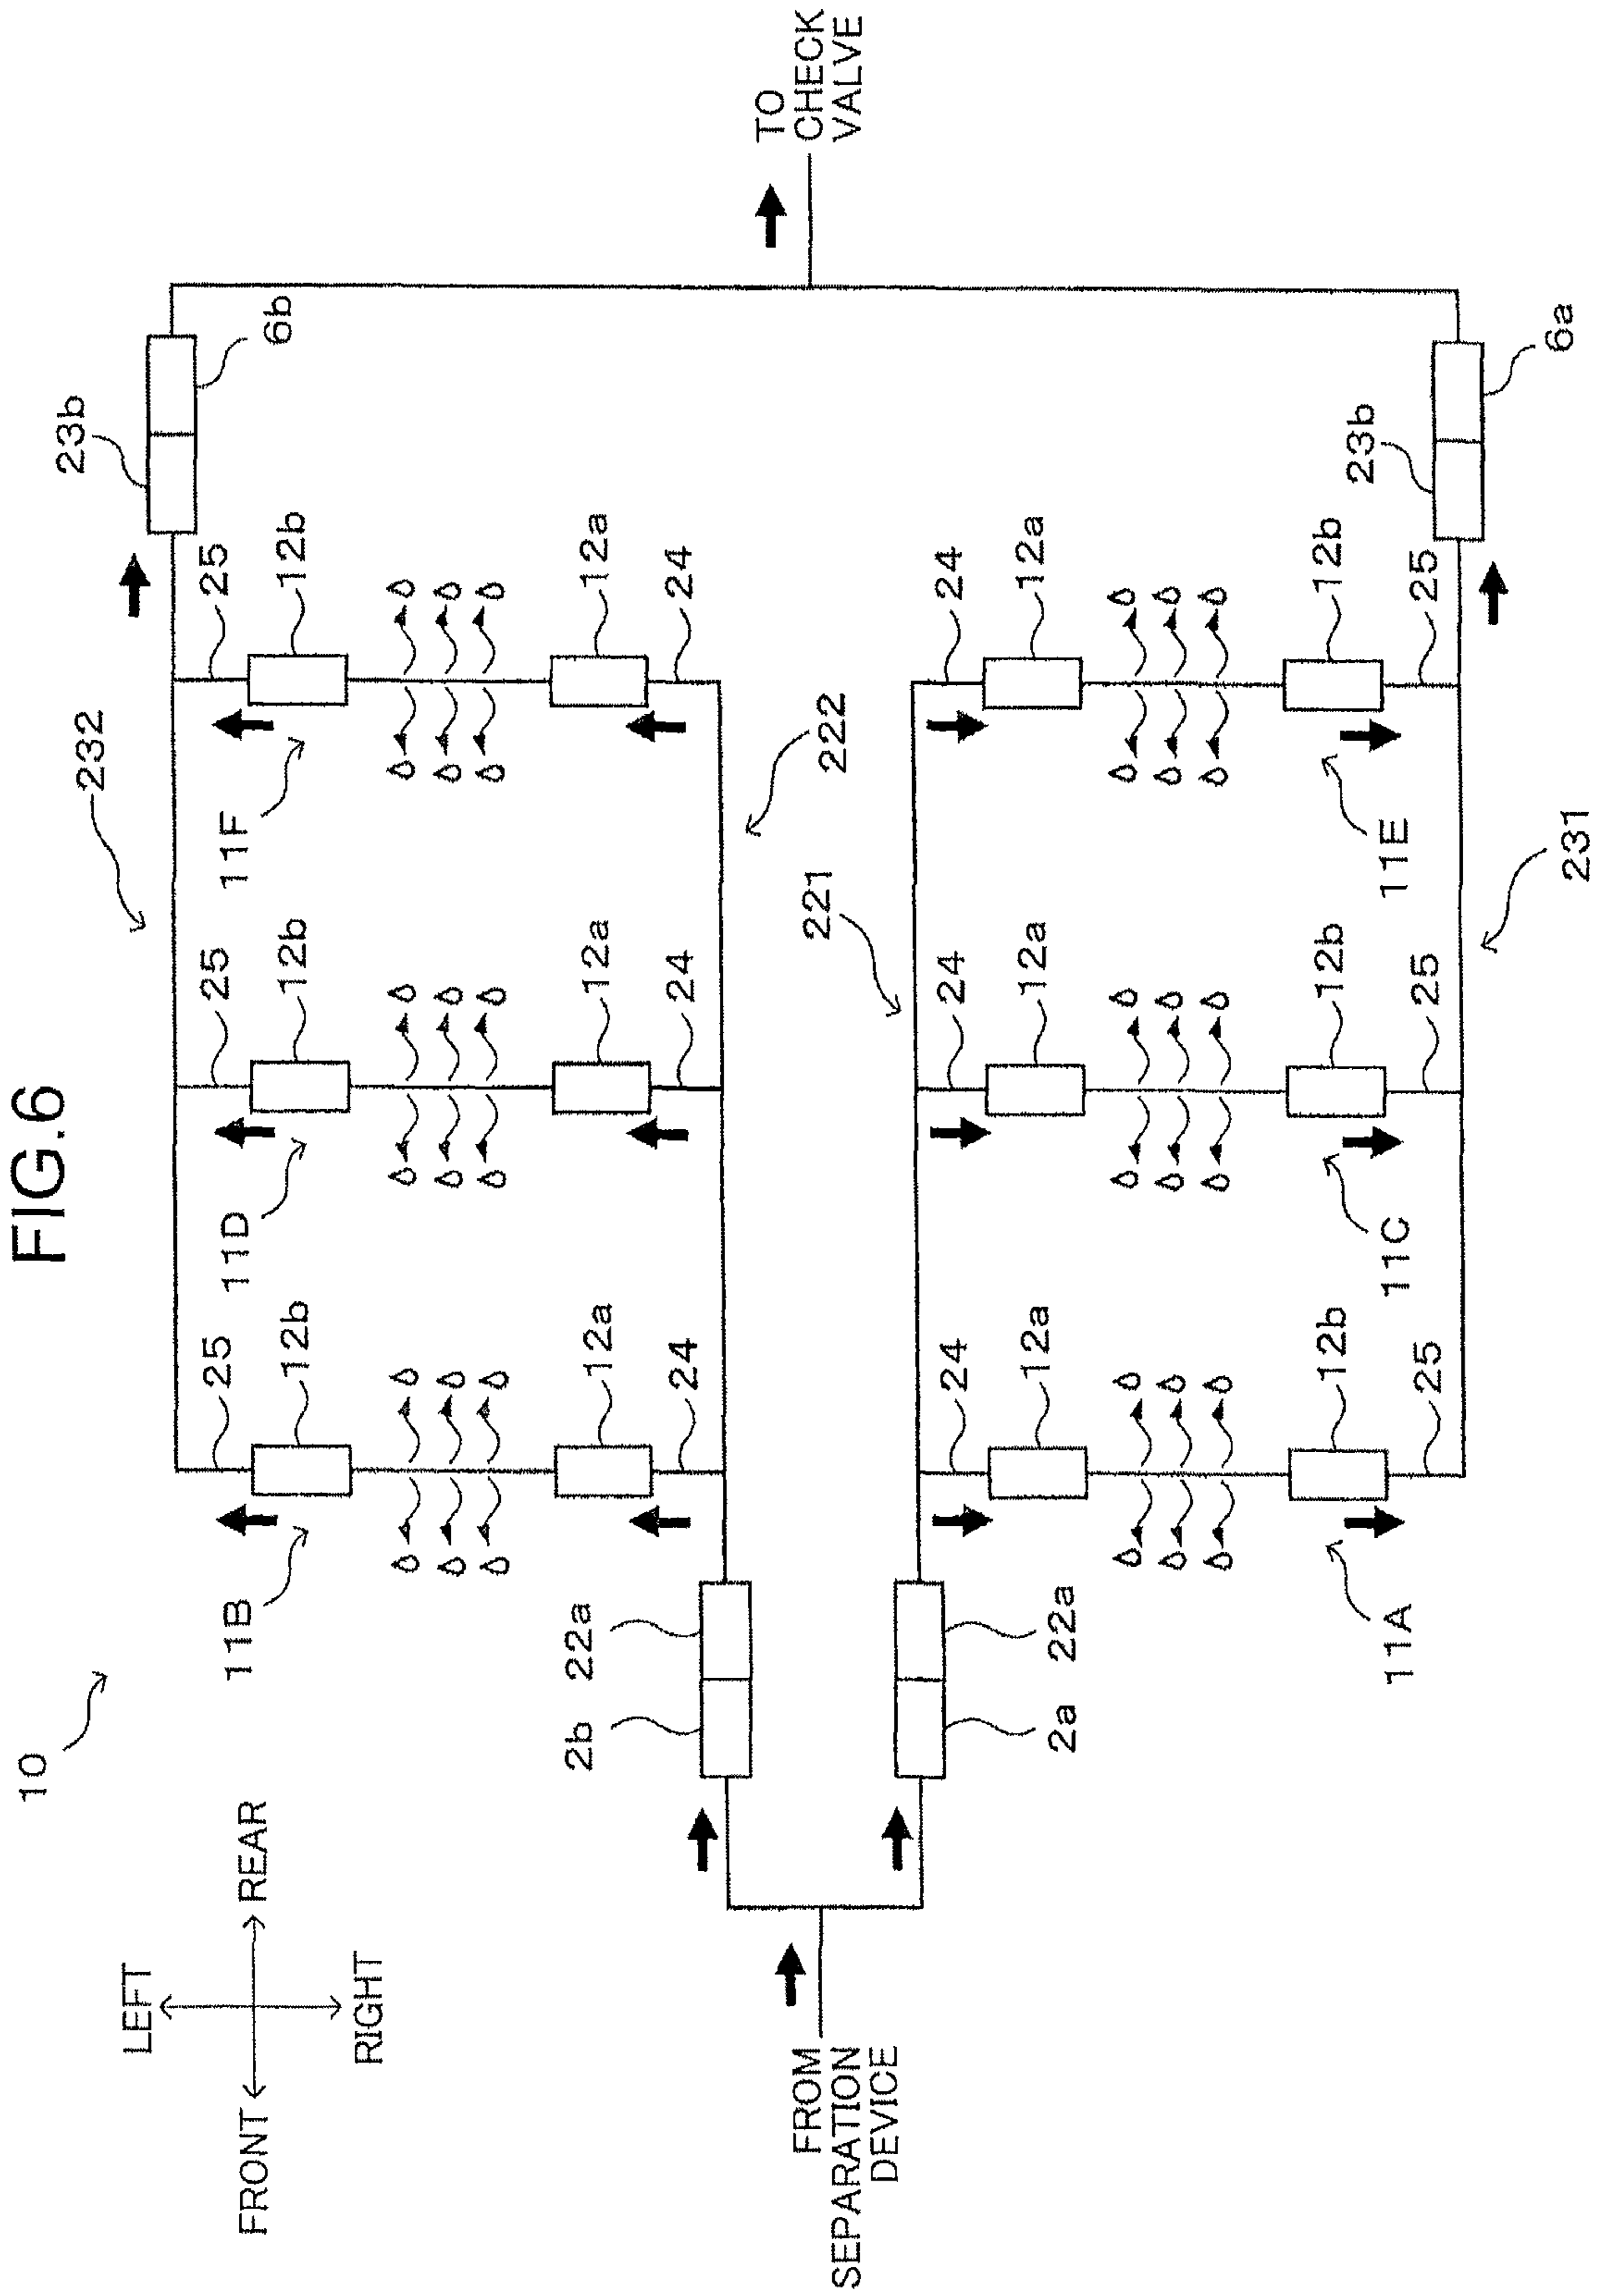 FIG.6
10
LEFT
FRONT
REAR
RIGHT
FROM
SEPARATION
DEVICE
TO
CHECK
VALVE
232
23b
6b
25
25
25
12b
12b
12b
11B
11D
11F
12a
12a
12a
24
24
24
222
2b
22a
221
2a
22a
24
24
24
12a
12a
12a
12b
12b
12b
11A
11C
11E
25
25
25
23b
6a
231